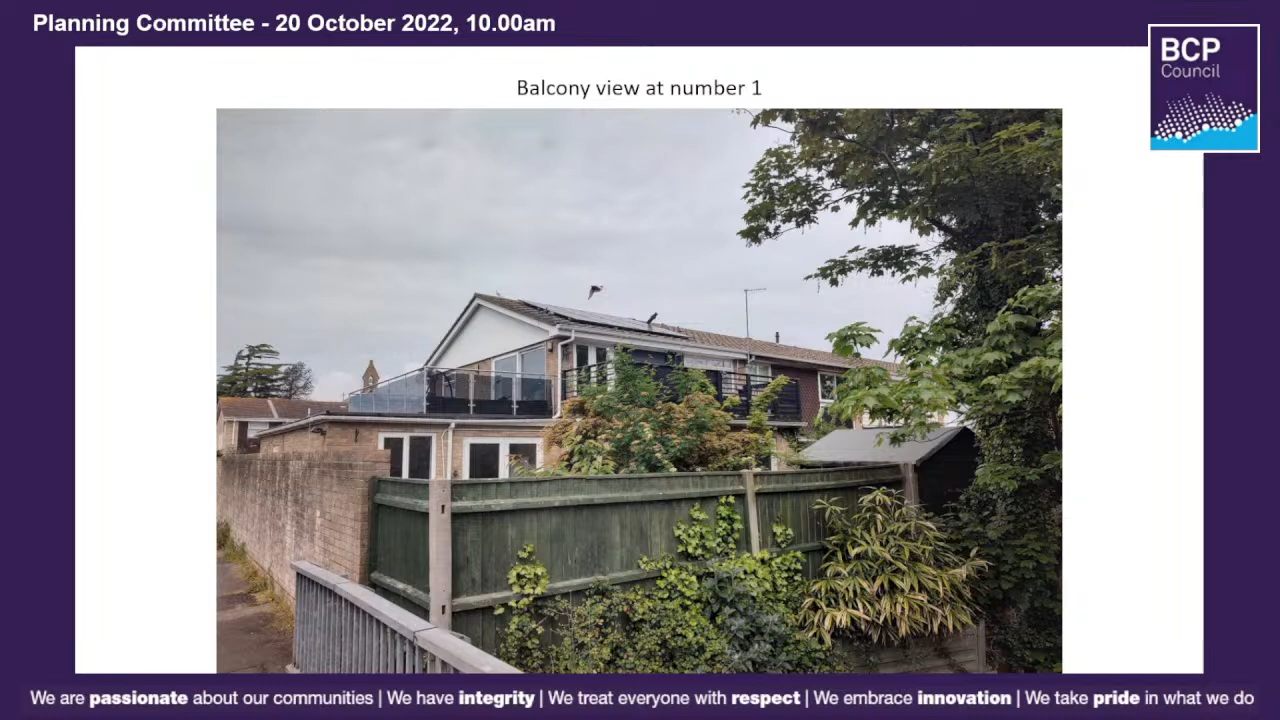 Planning Committee - 20 October 2022, 10.00am
BCP
Council
Balcony view at number 1
We are passionate about our communities | We have integrity | We treat everyone with respect | We embrace innovation | We take pride in what we do